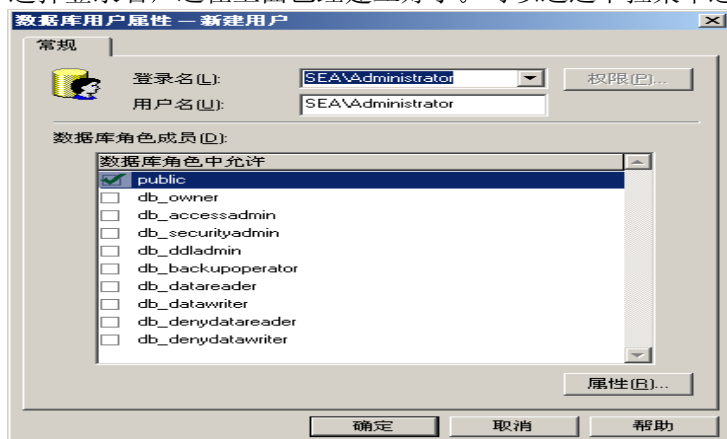 数据库用户属性 — 新建用户
常规
登录名(L): SEA\Administrator 权限(P)...
用户名(U): SEA\Administrator
数据库角色成员(D):
数据库角色中允许
public
db_owner
db_accessadmin
db_securityadmin
db_ddladmin
db_backupoperator
db_datareader
db_datawriter
db_denydatareader
db_denydatawriter
属性(R)...
确定 取消 帮助